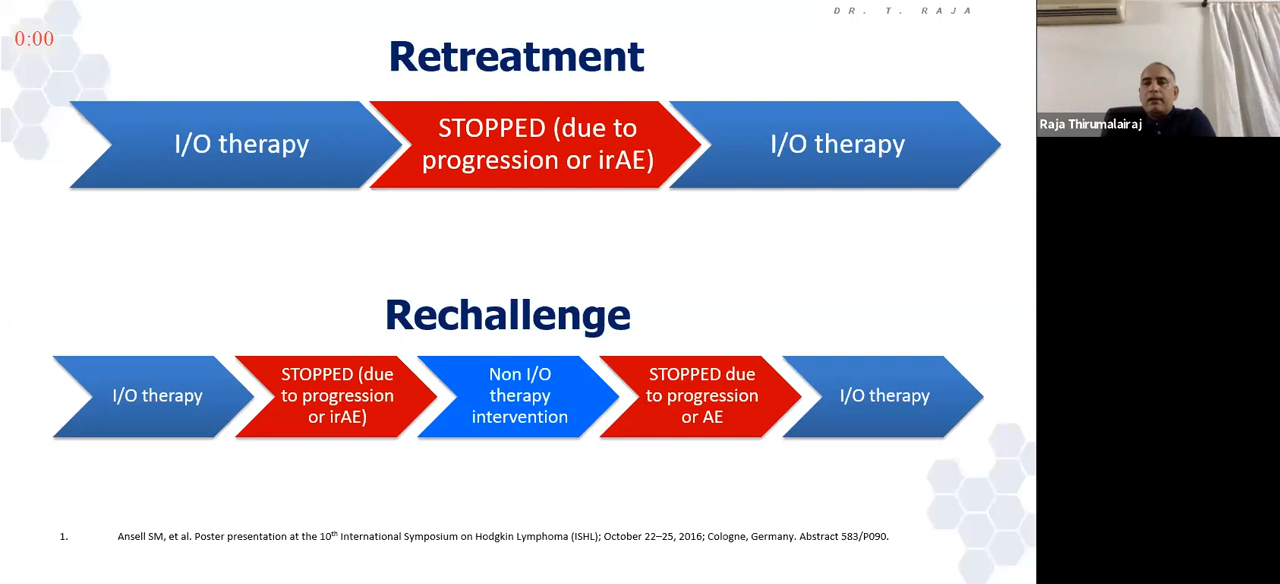 DR. T. RAJA
0:00
Retreatment
I/O therapy
STOPPED (due to
progression or irAE)
I/O therapy
Raja Thirumalairaj
Rechallenge
I/O therapy
STOPPED (due
to progression
or irAE)
Non I/O
therapy
intervention
STOPPED due
to progression
or AE
I/O therapy
1. Ansell SM, et al. Poster presentation at the 10th International Symposium on Hodgkin Lymphoma (ISHL); October 22–25, 2016; Cologne, Germany. Abstract 583/P090.